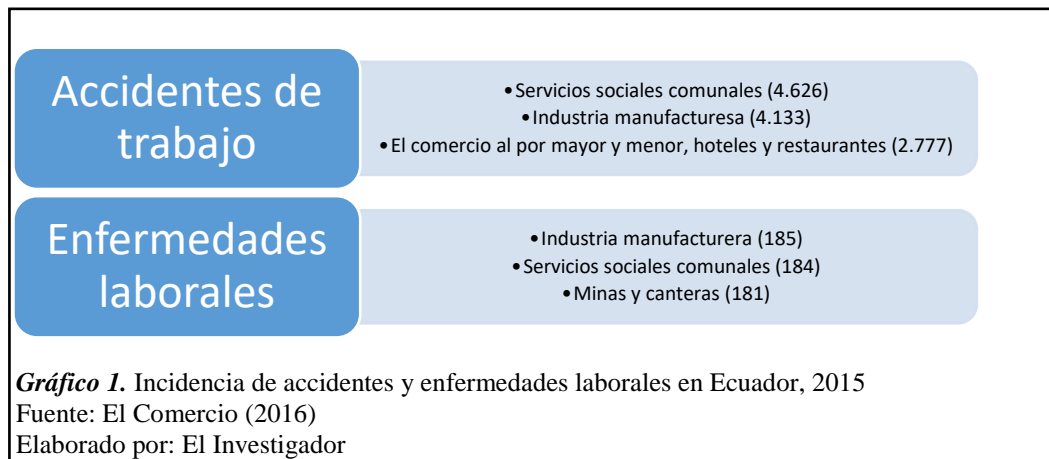 Accidentes de
trabajo
•Servicios sociales comunales (4.626)
•Industria manufacturesa (4.133)
•El comercio al por mayor y menor, hoteles y restaurantes (2.777)
Enfermedades
laborales
•Industria manufacturera (185)
•Servicios sociales comunales (184)
•Minas y canteras (181)
Gráfico 1. Incidencia de accidentes y enfermedades laborales en Ecuador, 2015
Fuente: El Comercio (2016)
Elaborado por: El Investigador